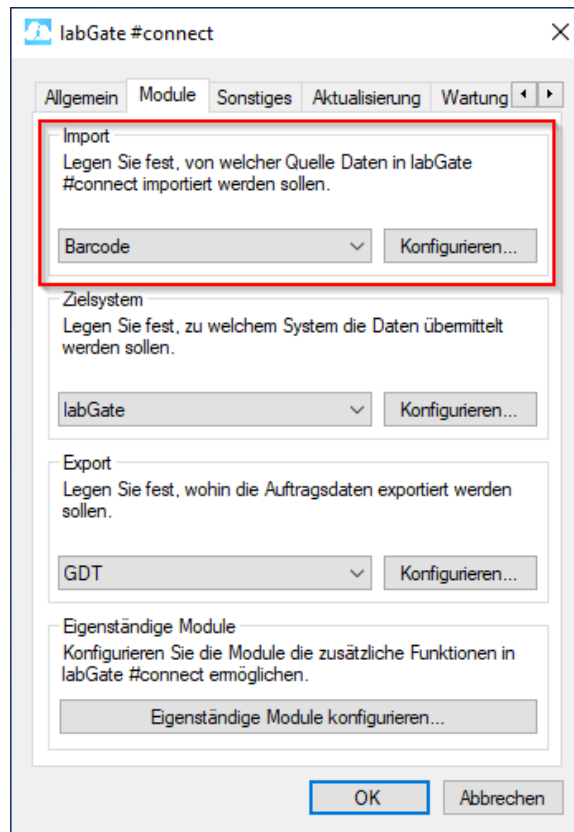 labGate #connect
Allgemein Module Sonstiges Aktualisierung Wartung
Import
Legen Sie fest, von welcher Quelle Daten in labGate
#connect importiert werden sollen.
Barcode Konfigurieren...
Zielsystem
Legen Sie fest, zu welchem System die Daten übermittelt
werden sollen.
labGate Konfigurieren...
Export
Legen Sie fest, wohin die Auftragsdaten exportiert werden
sollen.
GDT Konfigurieren...
Eigenständige Module
Konfigurieren Sie die Module die zusätzliche Funktionen in
labGate #connect ermöglichen.
Eigenständige Module konfigurieren...
OK Abbrechen